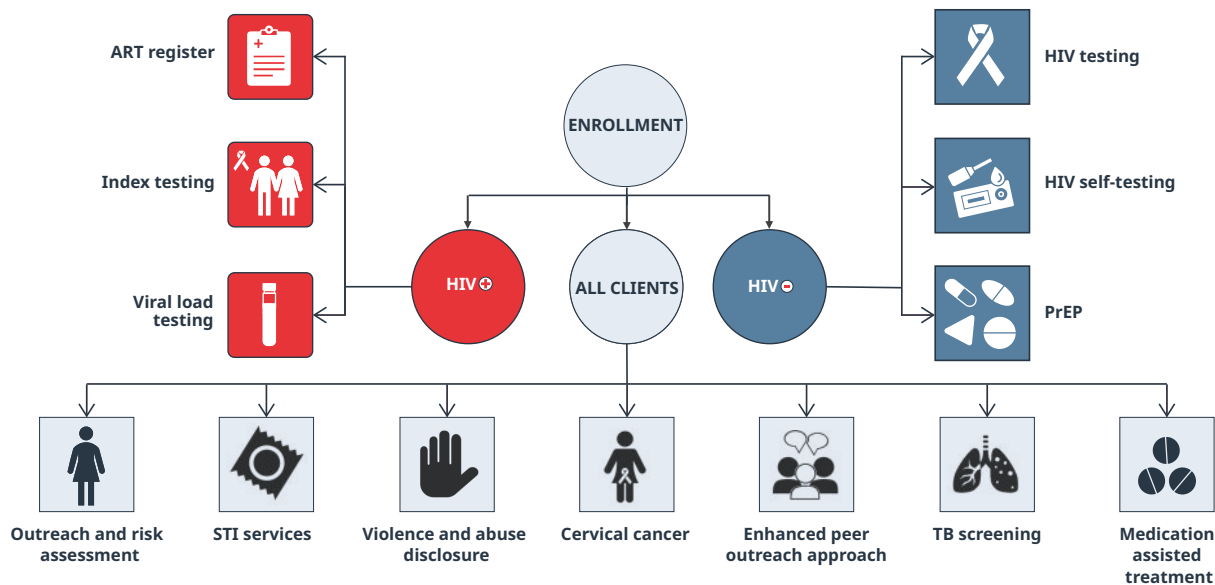 ART register
HIV testing
ENROLLMENT
Index testing
HIV self-testing
HIV
ALL CLIENTS
HIV
Viral load
testing
PrEP
Outreach and risk
assessment
STI services
Violence and abuse
disclosure
Cervical cancer
Enhanced peer
outreach approach
TB screening
Medication
assisted
treatment